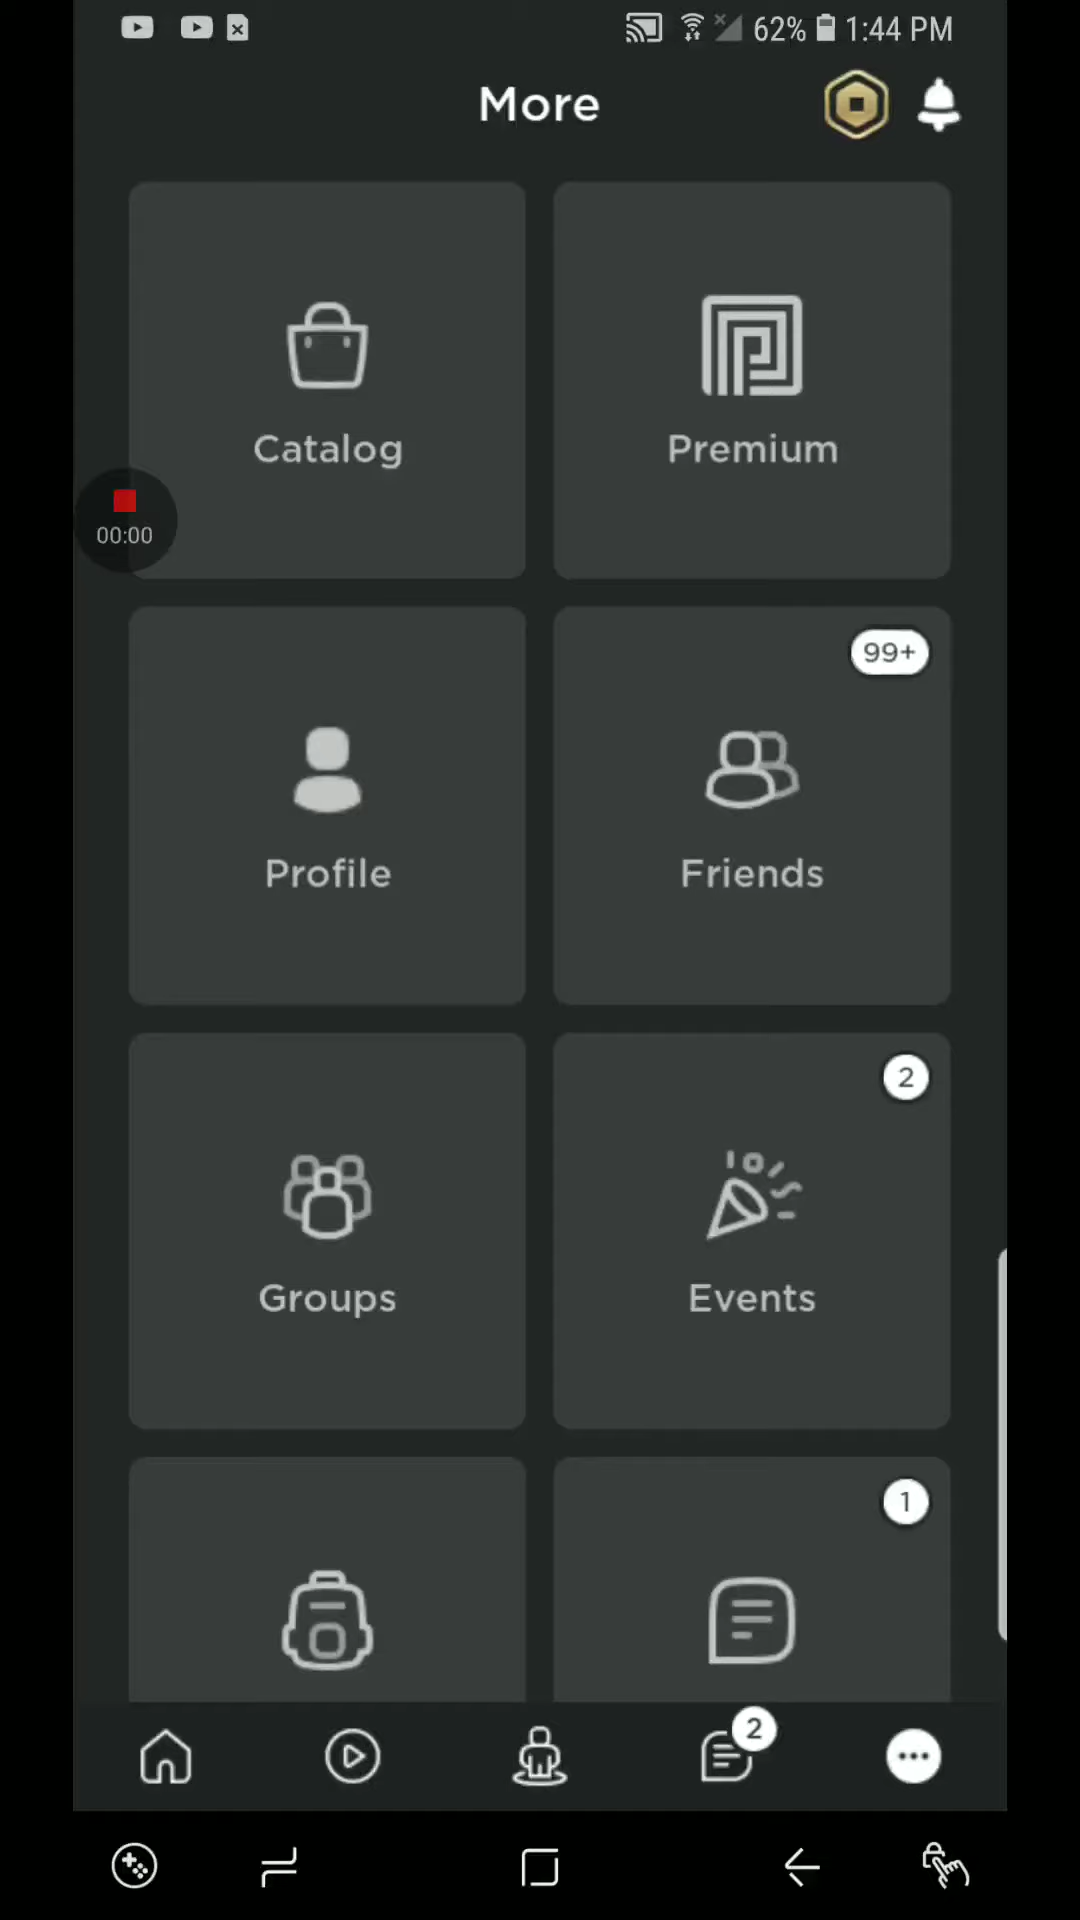 62% 1:44 PM
More
Catalog
Premium
00:00
99+
Profile
Friends
2
Groups
Events
1
2